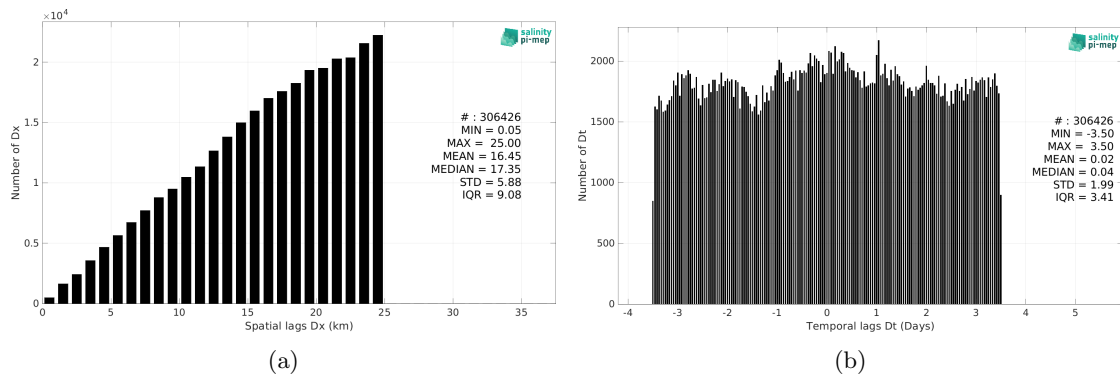 ×10⁴
salinity
pi-mep
2
1.5
1
0.5
0
Number of Dx
# : 306426
MIN = 0.05
MAX = 25.00
MEAN = 16.45
MEDIAN = 17.35
STD = 5.88
IQR = 9.08
0 5 10 15 20 25 30 35
Spatial lags Dx (km)
(a)
salinity
pi-mep
2000
1500
1000
500
0
Number of Dt
# : 306426
MIN = -3.50
MAX = 3.50
MEAN = 0.02
MEDIAN = 0.04
STD = 1.99
IQR = 3.41
-4 -3 -2 -1 0 1 2 3 4 5
Temporal lags Dt (Days)
(b)